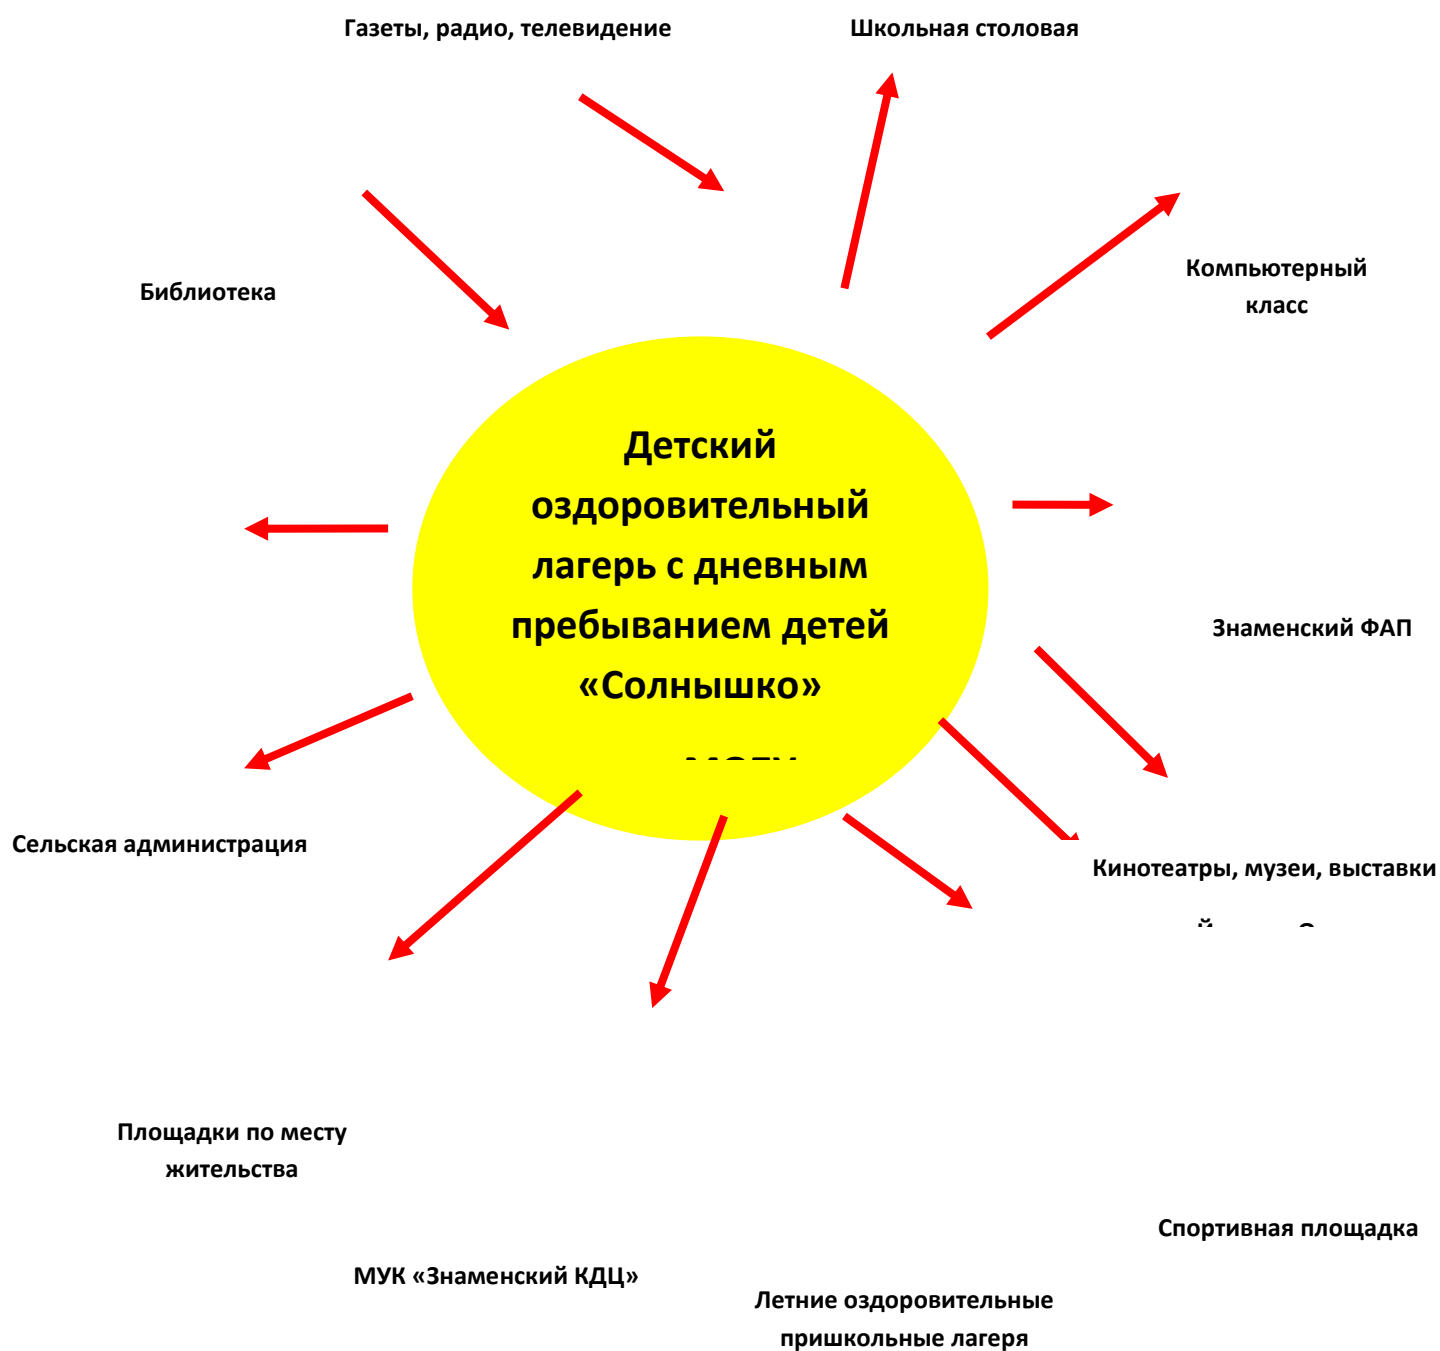 Газеты, радио, телевидение
Школьная столовая
Компьютерный
класс
Библиотека
Детский
оздоровительный
лагерь с дневным
пребыванием детей
«Солнышко»
Знаменский ФАП
Сельская администрация
Кинотеатры, музеи, выставки
Площадки по месту
жительства
Спортивная площадка
МУК «Знаменский КДЦ»
Летние оздоровительные
пришкольные лагеря